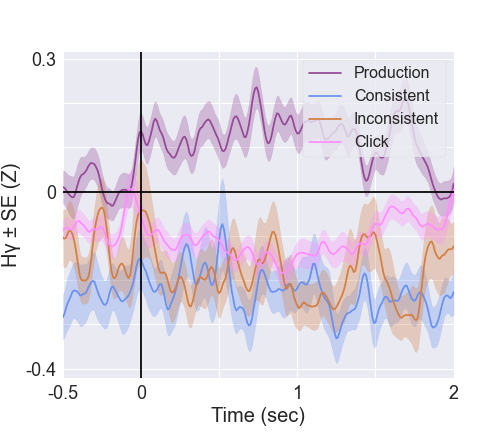 0.3
0
-0.4
Hγ ± SE (Z)
Production
Consistent
Inconsistent
Click
-0.5
0
1
2
Time (sec)